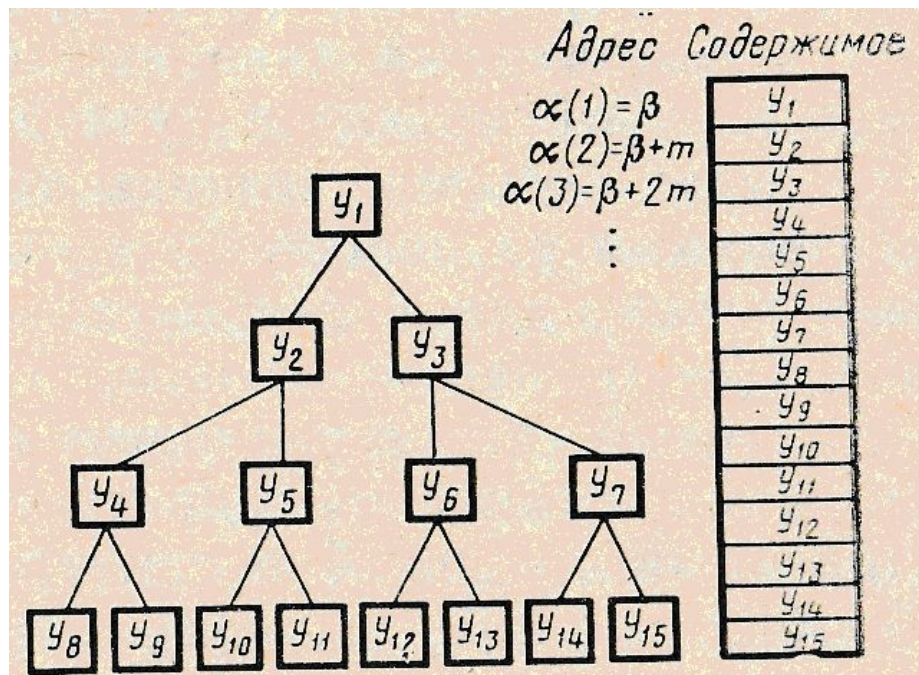 Адрес Содержимое
α(1)=β
α(2)=β+m
α(3)=β+2m
⋮
y₁
y₂ y₃
y₄ y₅ y₆ y₇
y₈ y₉ y₁₀ y₁₁ y₁₂ y₁₃ y₁₄ y₁₅
y₁
y₂
y₃
y₄
y₅
y₆
y₇
y₈
y₉
y₁₀
y₁₁
y₁₂
y₁₃
y₁₄
y₁₅